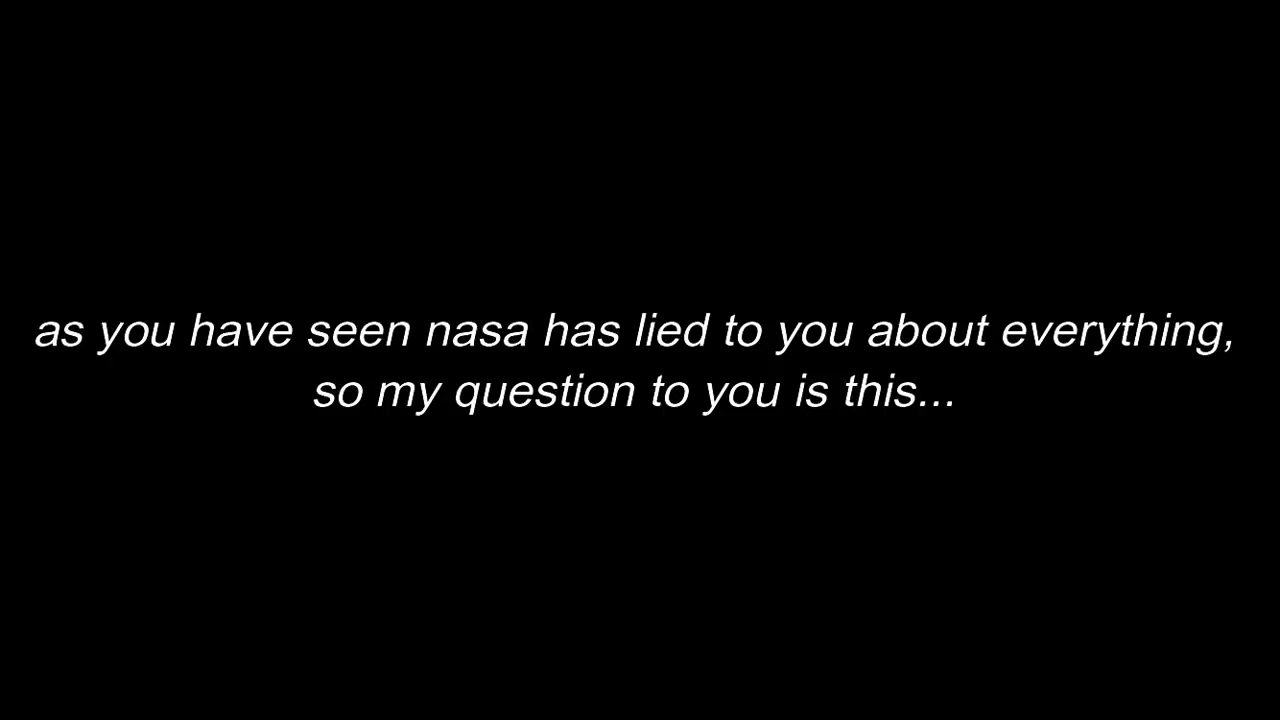 as you have seen nasa has lied to you about everything,
so my question to you is this...